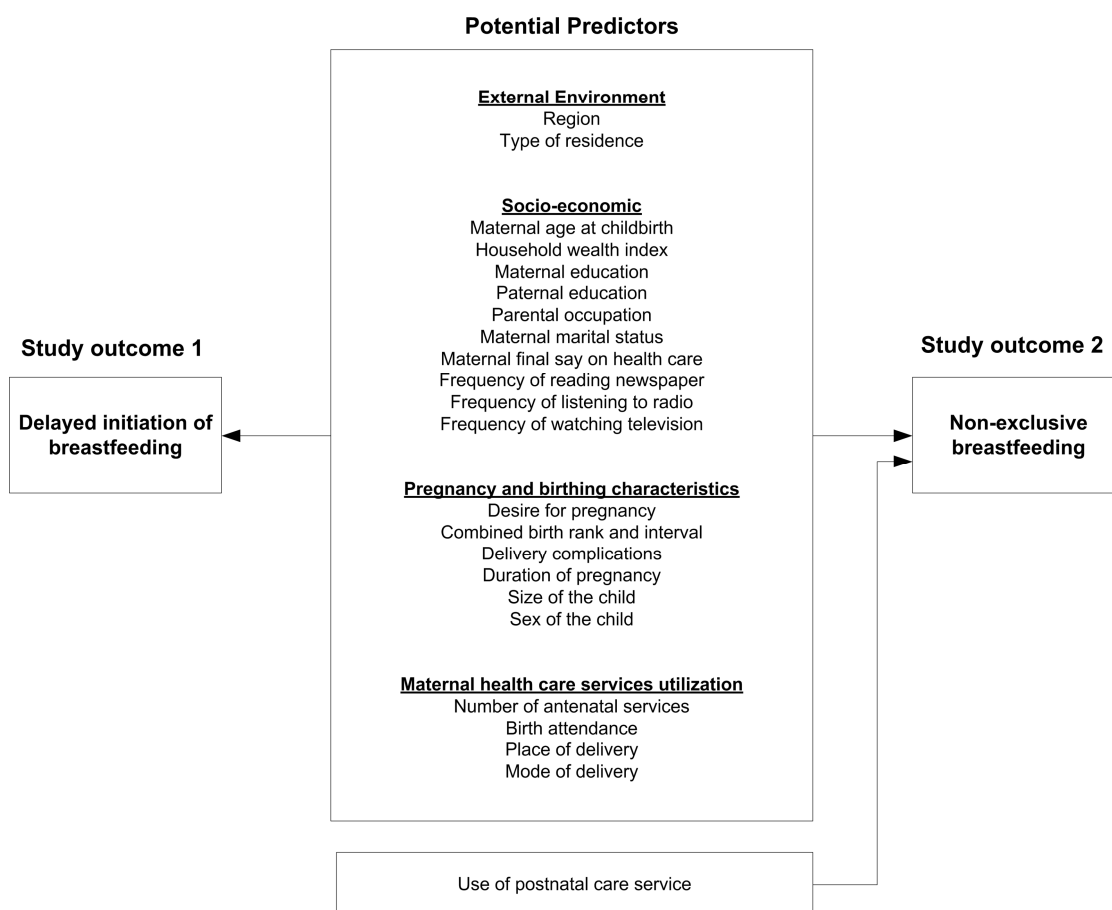 Potential Predictors
External Environment
Region
Type of residence
Socio-economic
Maternal age at childbirth
Household wealth index
Maternal education
Paternal education
Parental occupation
Maternal marital status
Maternal final say on health care
Frequency of reading newspaper
Frequency of listening to radio
Frequency of watching television
Pregnancy and birthing characteristics
Desire for pregnancy
Combined birth rank and interval
Delivery complications
Duration of pregnancy
Size of the child
Sex of the child
Maternal health care services utilization
Number of antenatal services
Birth attendance
Place of delivery
Mode of delivery
Use of postnatal care service
Study outcome 1
Delayed initiation of
breastfeeding
Study outcome 2
Non-exclusive
breastfeeding